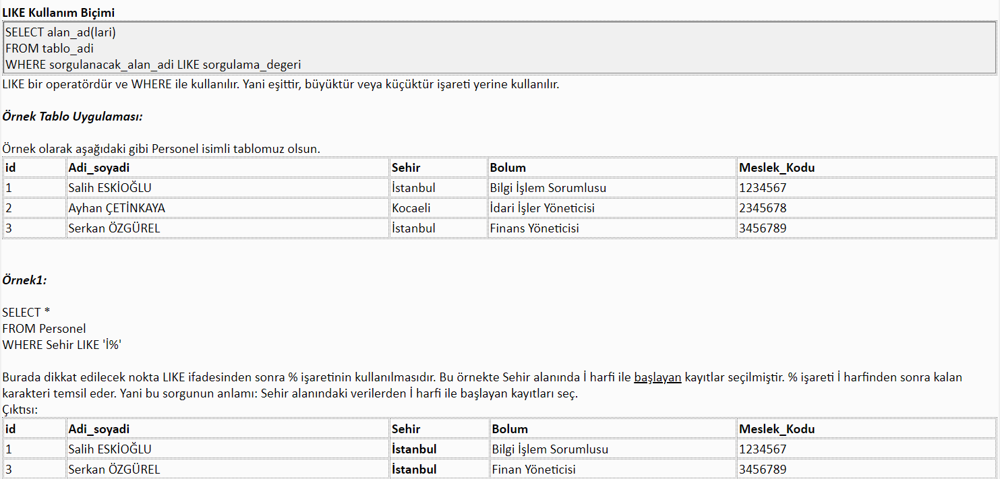 LIKE Kullanım Biçimi
SELECT alan_ad(lari)
FROM tablo_adi
WHERE sorgulanacak_alan_adi LIKE sorgulama_degeri
LIKE bir operatördür ve WHERE ile kullanılır. Yani eşittir, büyüktür veya küçüktür işareti yerine kullanılır.
Örnek Tablo Uygulaması:
Örnek olarak aşağıdaki gibi Personel isimli tablomuz olsun.
id Adi_soyadi Sehir Bolum Meslek_Kodu
1 Salih ESKİOĞLU İstanbul Bilgi İşlem Sorumlusu 1234567
2 Ayhan ÇETİNKAYA Kocaeli İdari İşler Yöneticisi 2345678
3 Serkan ÖZGÜREL İstanbul Finans Yöneticisi 3456789
Örnek1:
SELECT *
FROM Personel
WHERE Sehir LIKE 'İ%'
Burada dikkat edilecek nokta LIKE ifadesinden sonra % işaretinin kullanılmasıdır. Bu örnekte Sehir alanında İ harfi ile başlayan kayıtlar seçilmiştir. % işareti İ harfinden sonra kalan
karakteri temsil eder. Yani bu sorgunun anlamı: Sehir alanındaki verilerden İ harfi ile başlayan kayıtları seç.
Çıktısı:
id Adi_soyadi Sehir Bolum Meslek_Kodu
1 Salih ESKİOĞLU İstanbul Bilgi İşlem Sorumlusu 1234567
3 Serkan ÖZGÜREL İstanbul Finan Yöneticisi 3456789